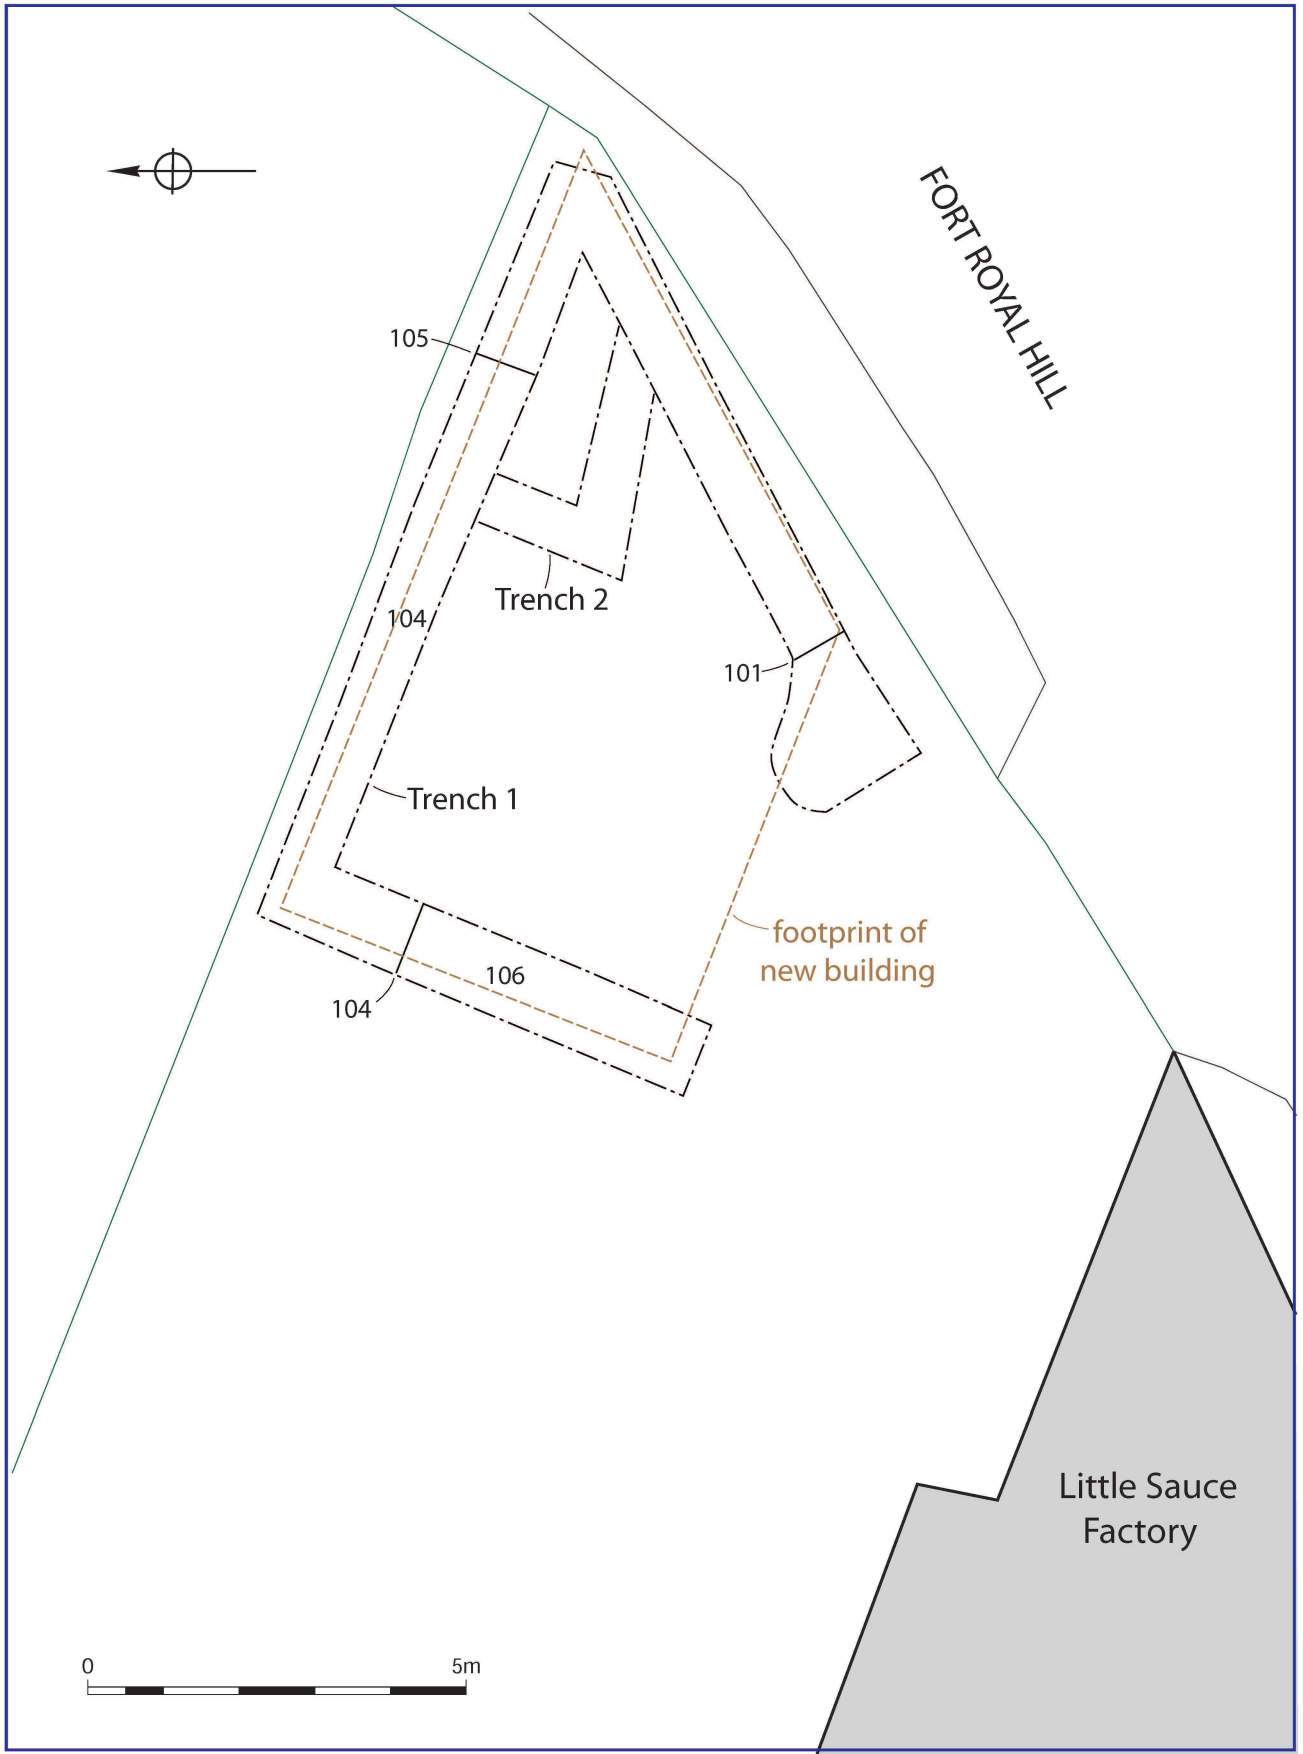 FORT ROYAL HILL
105
Trench 2
104
101
Trench 1
footprint of
new building
106
104
Little Sauce
Factory
0 5m